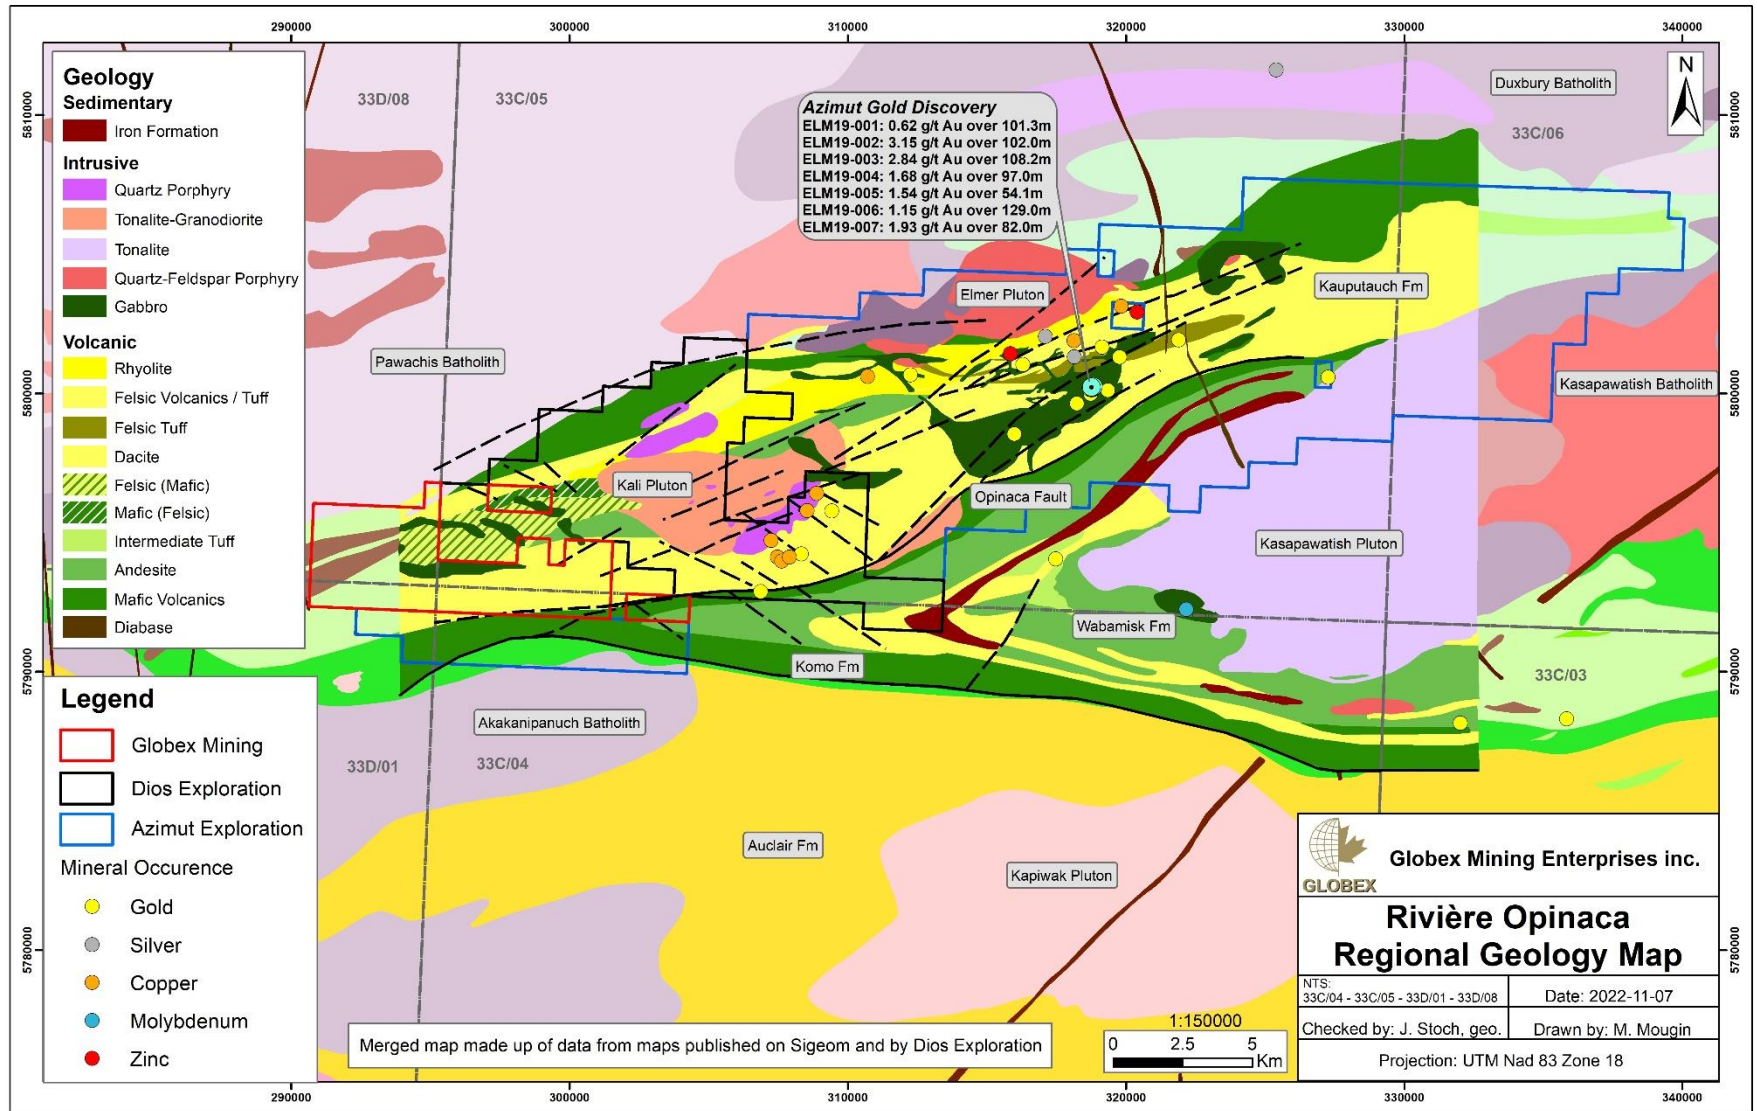 290000
300000
310000
320000
330000
340000
5810000
5800000
5790000
5780000
5810000
5800000
5790000
5780000
290000
300000
310000
320000
330000
340000
Geology
Sedimentary
Iron Formation
Intrusive
Quartz Porphyry
Tonalite-Granodiorite
Tonalite
Quartz-Feldspar Porphyry
Gabbro
Volcanic
Rhyolite
Felsic Volcanics / Tuff
Felsic Tuff
Dacite
Felsic (Mafic)
Mafic (Felsic)
Intermediate Tuff
Andesite
Mafic Volcanics
Diabase
Legend
Globex Mining
Dios Exploration
Azimut Exploration
Mineral Occurence
Gold
Silver
Copper
Molybdenum
Zinc
33D/08
33C/05
33C/06
33C/03
33D/01
33C/04
N
Azimut Gold Discovery
ELM19-001: 0.62 g/t Au over 101.3m
ELM19-002: 3.15 g/t Au over 102.0m
ELM19-003: 2.84 g/t Au over 108.2m
ELM19-004: 1.68 g/t Au over 97.0m
ELM19-005: 1.54 g/t Au over 54.1m
ELM19-006: 1.15 g/t Au over 129.0m
ELM19-007: 1.93 g/t Au over 82.0m
Duxbury Batholith
Elmer Pluton
Kauputauch Fm
Pawachis Batholith
Kasapawatish Batholith
Kali Pluton
Opinaca Fault
Kasapawatish Pluton
Wabamisk Fm
Komo Fm
Akakanipanuch Batholith
Auclair Fm
Kapiwak Pluton
Merged map made up of data from maps published on Sigeom and by Dios Exploration
1:150000
0 2.5 5
Km
GLOBEX
Globex Mining Enterprises inc.
Rivière Opinaca
Regional Geology Map
NTS:
33C/04 - 33C/05 - 33D/01 - 33D/08
Date: 2022-11-07
Checked by: J. Stoch, geo.
Drawn by: M. Mougin
Projection: UTM Nad 83 Zone 18